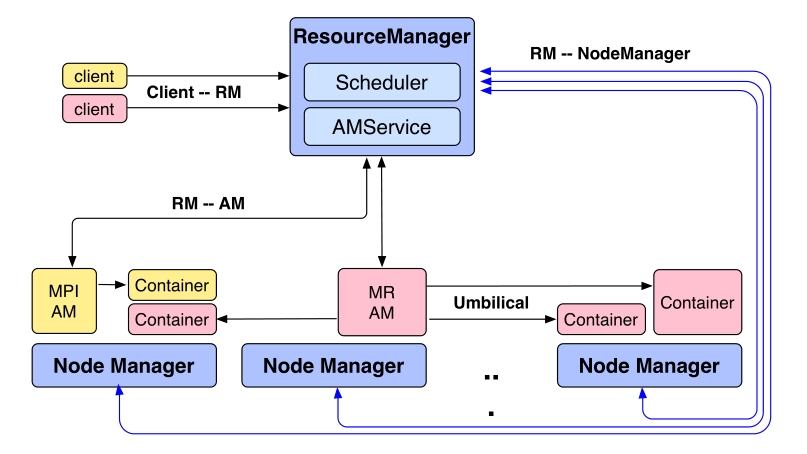 ResourceManager
RM -- NodeManager
client
Scheduler
Client -- RM
client
AMService
RM -- AM
MPI
AM
Container
Container
MR
AM
Umbilical
Container
Container
Node Manager
Node Manager
..
.
Node Manager